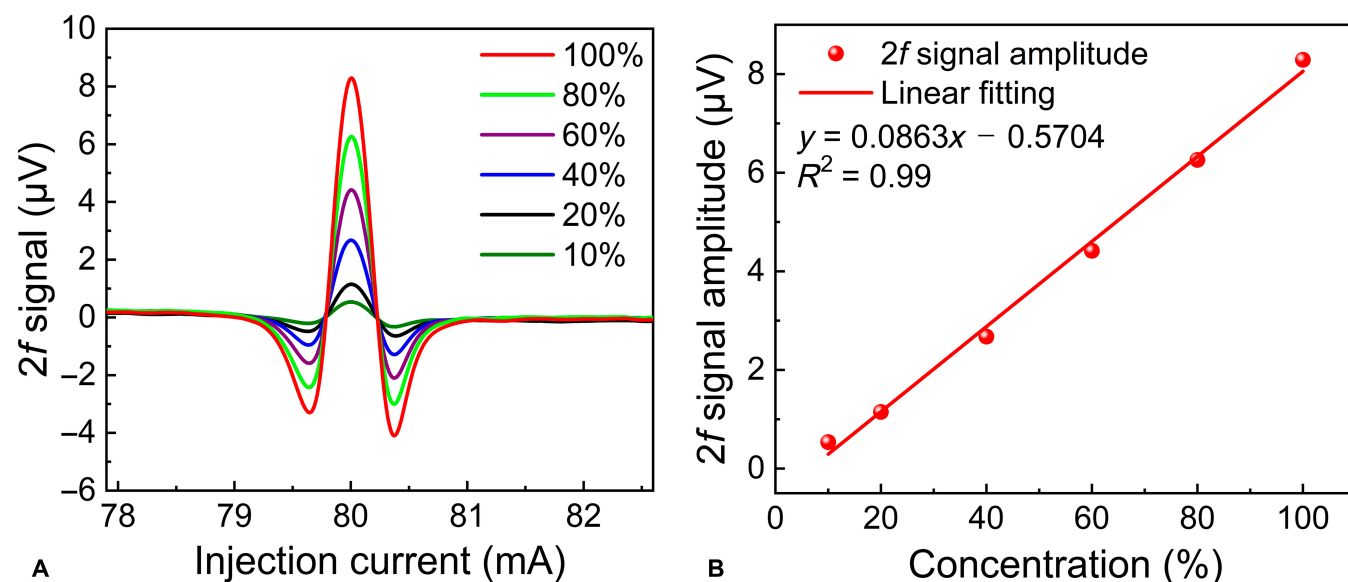 10
8
6
4
2
0
–2
–4
–6
2f signal (µV)
100%
80%
60%
40%
20%
10%
78 79 80 81 82
Injection current (mA)
A
8
6
4
2
0
2f signal amplitude (µV)
2f signal amplitude
Linear fitting
y = 0.0863x − 0.5704
R² = 0.99
0 20 40 60 80 100
Concentration (%)
B